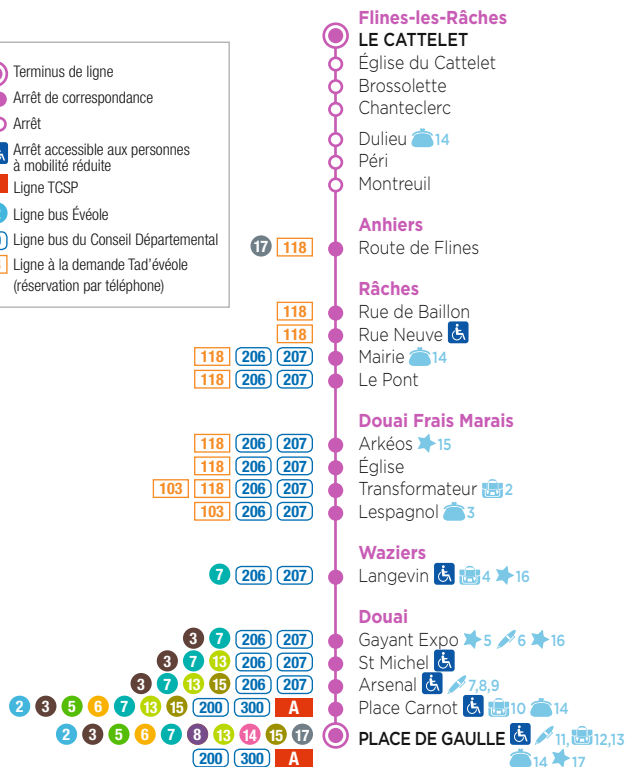 Flines-les-Râches
LE CATTELET
Église du Cattelet
Brossolette
Chanteclerc
Dulieu 14
Péri
Montreuil
Terminus de ligne
Arrêt de correspondance
Arrêt
Arrêt accessible aux personnes
à mobilité réduite
Ligne TCSP
Ligne bus Évéole
Ligne bus du Conseil Départemental
Ligne à la demande Tad'évéole
(réservation par téléphone)
Anhiers
17 118 Route de Flines
Râches
118 Rue de Baillon
118 Rue Neuve
118 206 207 Mairie 14
118 206 207 Le Pont
Douai Frais Marais
118 206 207 Arkéos 15
118 206 207 Église
103 118 206 207 Transformateur 2
103 206 207 Lespagnol 3
Waziers
7 206 207 Langevin 4 16
Douai
3 7 206 207 Gayant Expo 5 6 16
3 7 13 206 207 St Michel
3 7 13 15 206 207 Arsenal 7,8,9
2 3 5 6 7 13 15 200 300 A Place Carnot 10 14
2 3 5 6 7 8 13 14 15 17 PLACE DE GAULLE 11, 12,13
200 300 A 14 17